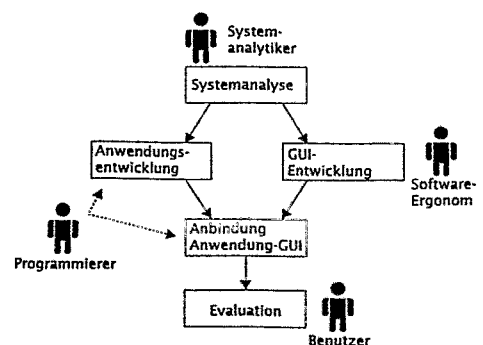 System-
analytiker
Systemanalyse
Anwendungs-
entwicklung
GUI-
Entwicklung
Software-
Ergonom
Programmierer
Anbindung
Anwendung-GUI
Evaluation
Benutzer